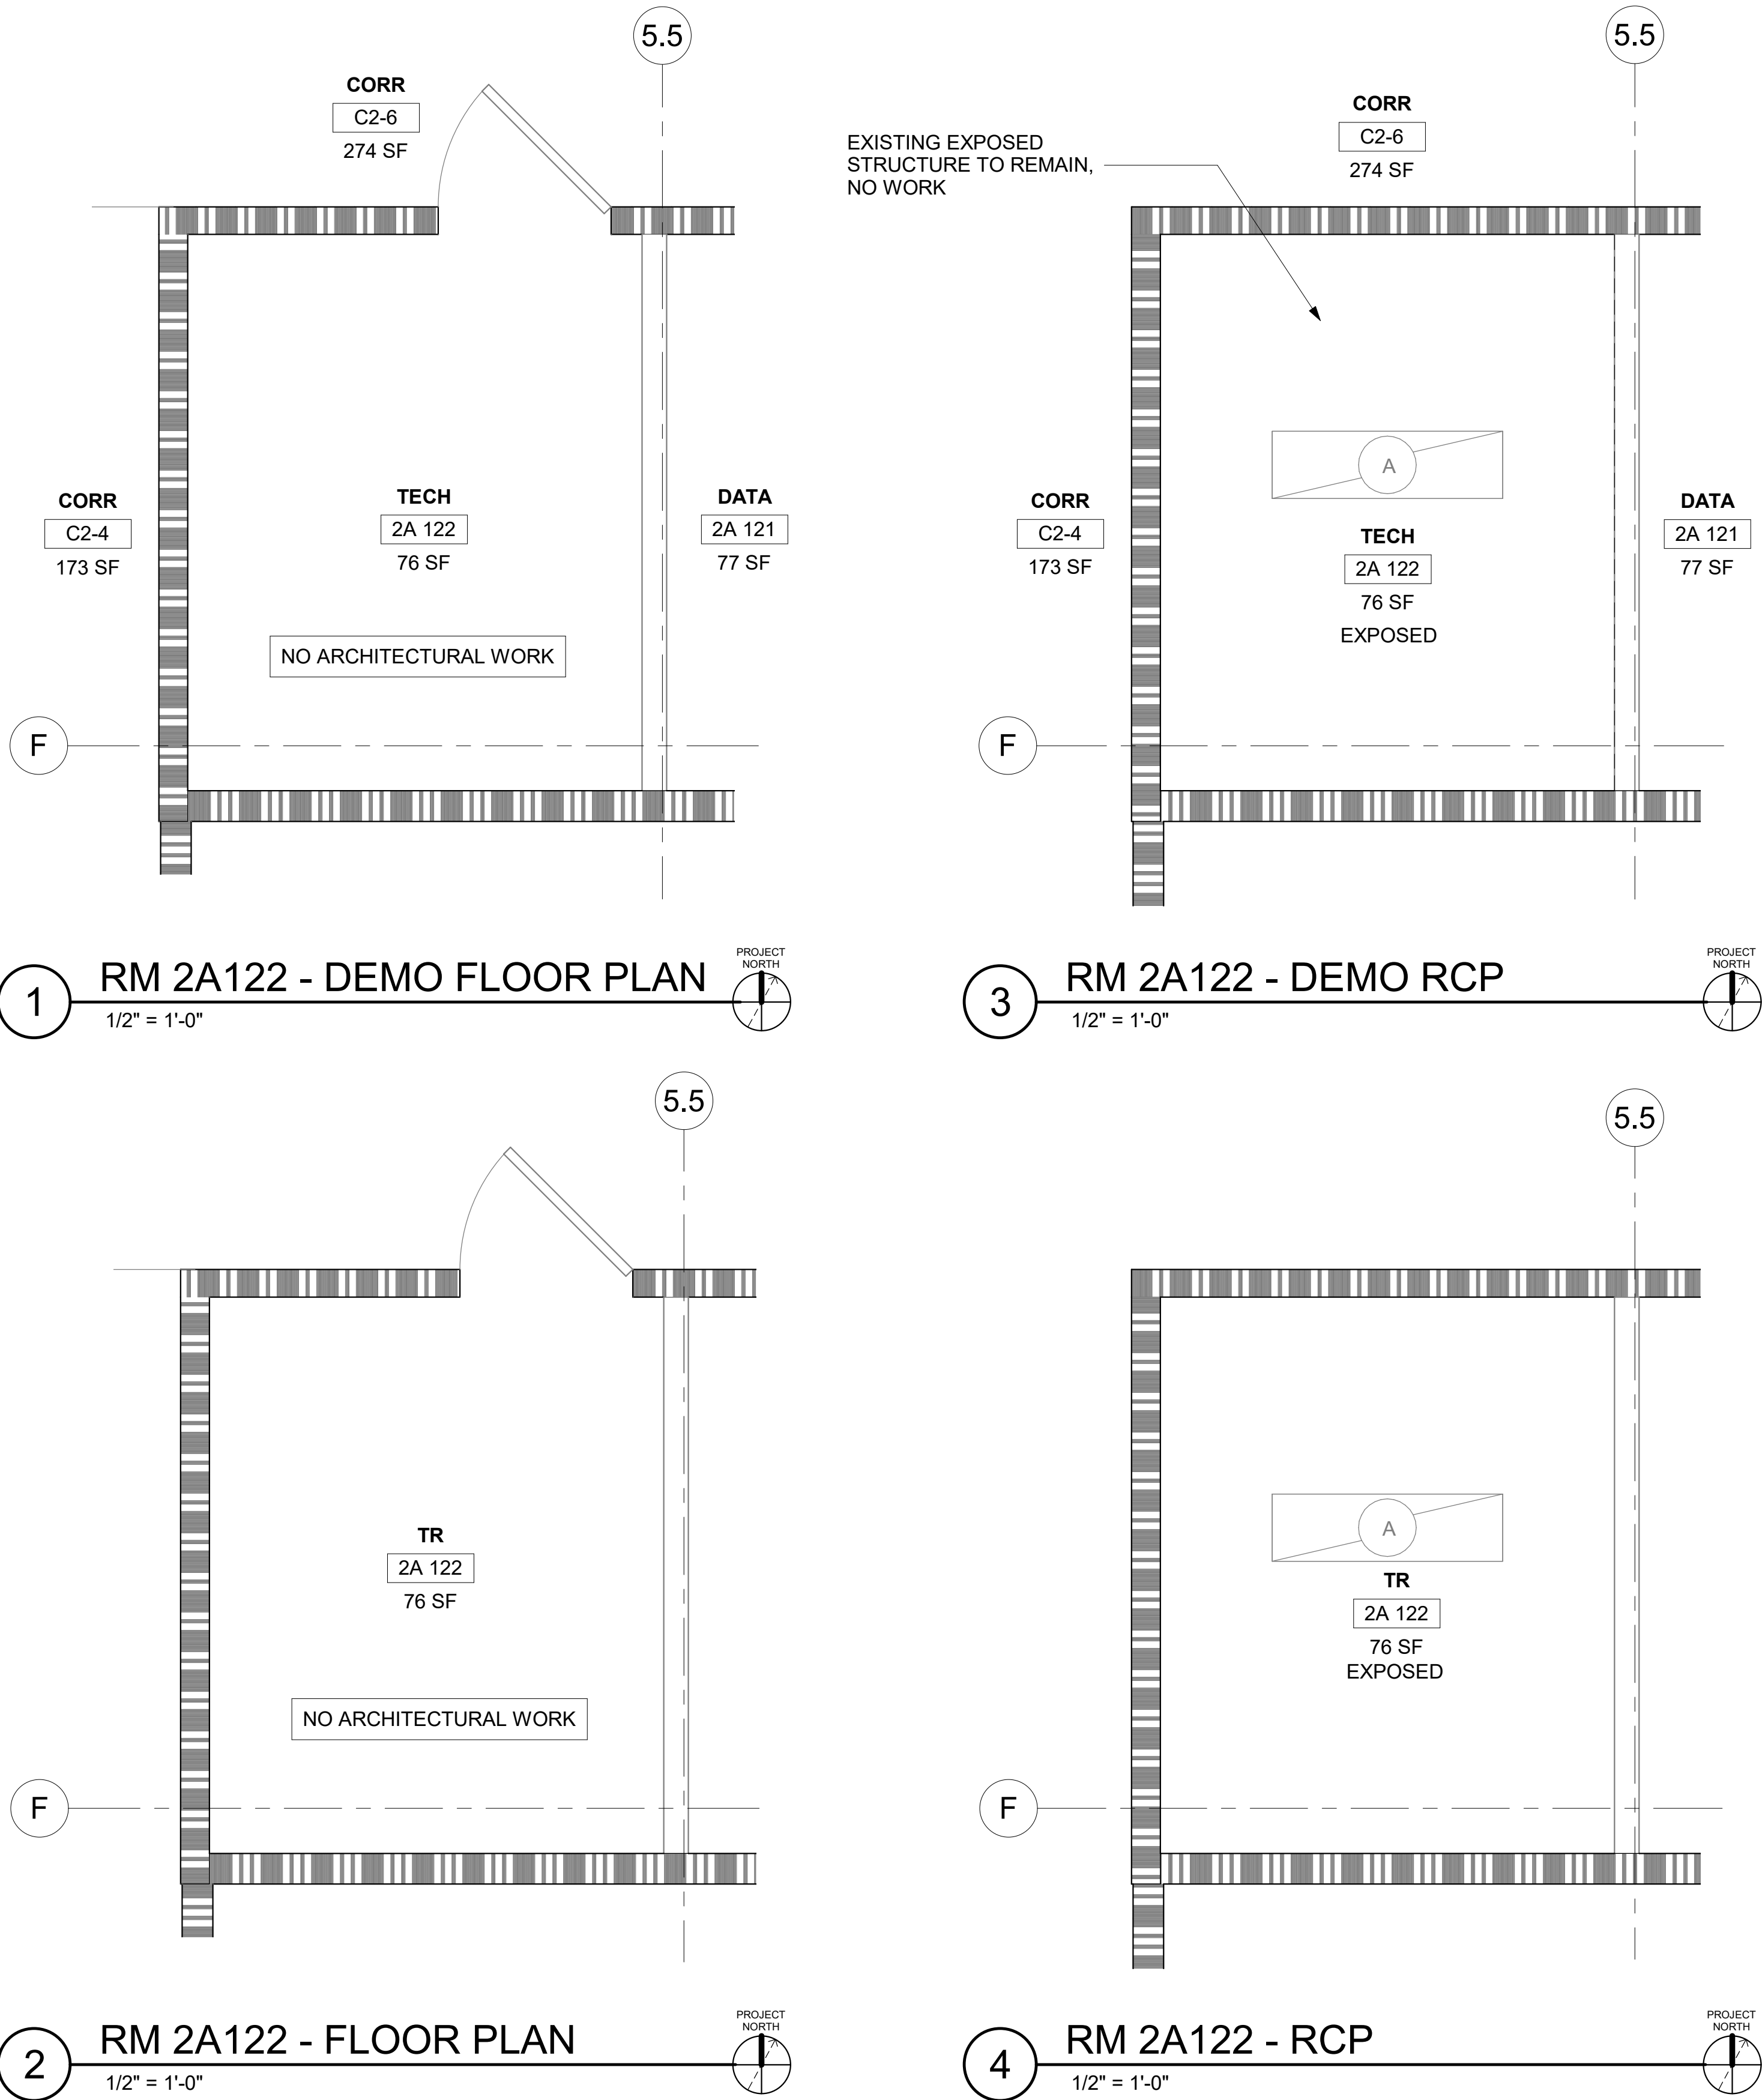 5.5
CORR
C2-6
274 SF
CORR
C2-4
173 SF
TECH
2A 122
76 SF
DATA
2A 121
77 SF
NO ARCHITECTURAL WORK
F
1
RM 2A122 - DEMO FLOOR PLAN
1/2" = 1'-0"
PROJECT
NORTH
5.5
CORR
C2-6
274 SF
EXISTING EXPOSED
STRUCTURE TO REMAIN,
NO WORK
A
CORR
C2-4
173 SF
TECH
2A 122
76 SF
EXPOSED
DATA
2A 121
77 SF
F
3
RM 2A122 - DEMO RCP
1/2" = 1'-0"
PROJECT
NORTH
5.5
TR
2A 122
76 SF
NO ARCHITECTURAL WORK
F
2
RM 2A122 - FLOOR PLAN
1/2" = 1'-0"
PROJECT
NORTH
5.5
A
TR
2A 122
76 SF
EXPOSED
F
4
RM 2A122 - RCP
1/2" = 1'-0"
PROJECT
NORTH